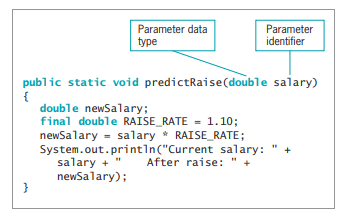 Parameter data
type
Parameter
identifier
public static void predictRaise(double salary)
{
   double newSalary;
   final double RAISE_RATE = 1.10;
   newSalary = salary * RAISE_RATE;
   System.out.println("Current salary: " +
      salary + "   After raise: " +
      newSalary);
}